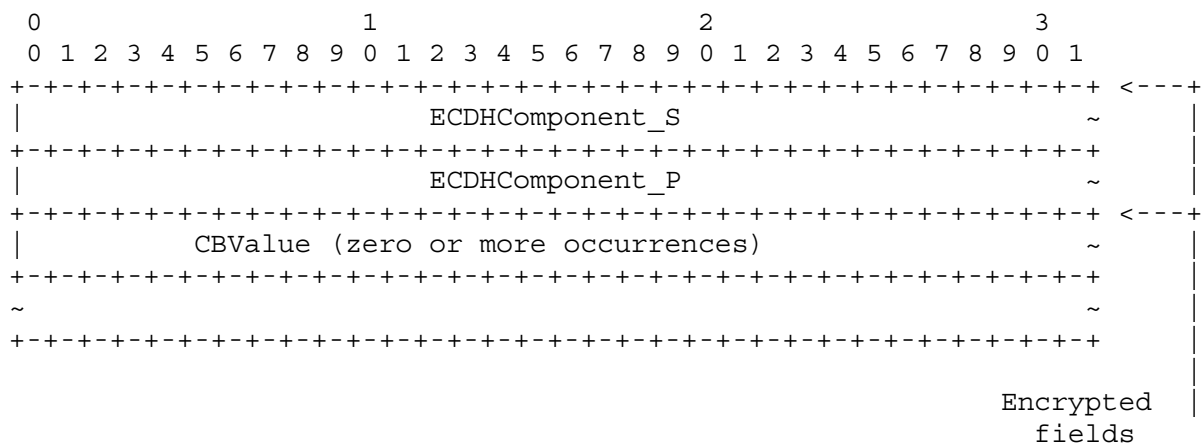 0                   1                   2                   3
 0 1 2 3 4 5 6 7 8 9 0 1 2 3 4 5 6 7 8 9 0 1 2 3 4 5 6 7 8 9 0 1
+-+-+-+-+-+-+-+-+-+-+-+-+-+-+-+-+-+-+-+-+-+-+-+-+-+-+-+-+-+-+-+-+ <---+
|                        ECDHComponent_S                        ~     |
+-+-+-+-+-+-+-+-+-+-+-+-+-+-+-+-+-+-+-+-+-+-+-+-+-+-+-+-+-+-+-+-+     |
|                        ECDHComponent_P                        ~     |
+-+-+-+-+-+-+-+-+-+-+-+-+-+-+-+-+-+-+-+-+-+-+-+-+-+-+-+-+-+-+-+-+ <---+
|          CBValue (zero or more occurrences)                   ~     |
+-+-+-+-+-+-+-+-+-+-+-+-+-+-+-+-+-+-+-+-+-+-+-+-+-+-+-+-+-+-+-+-+     |
~                                                               ~     |
+-+-+-+-+-+-+-+-+-+-+-+-+-+-+-+-+-+-+-+-+-+-+-+-+-+-+-+-+-+-+-+-+     |
                                                                      |
                                                           Encrypted  |
                                                             fields